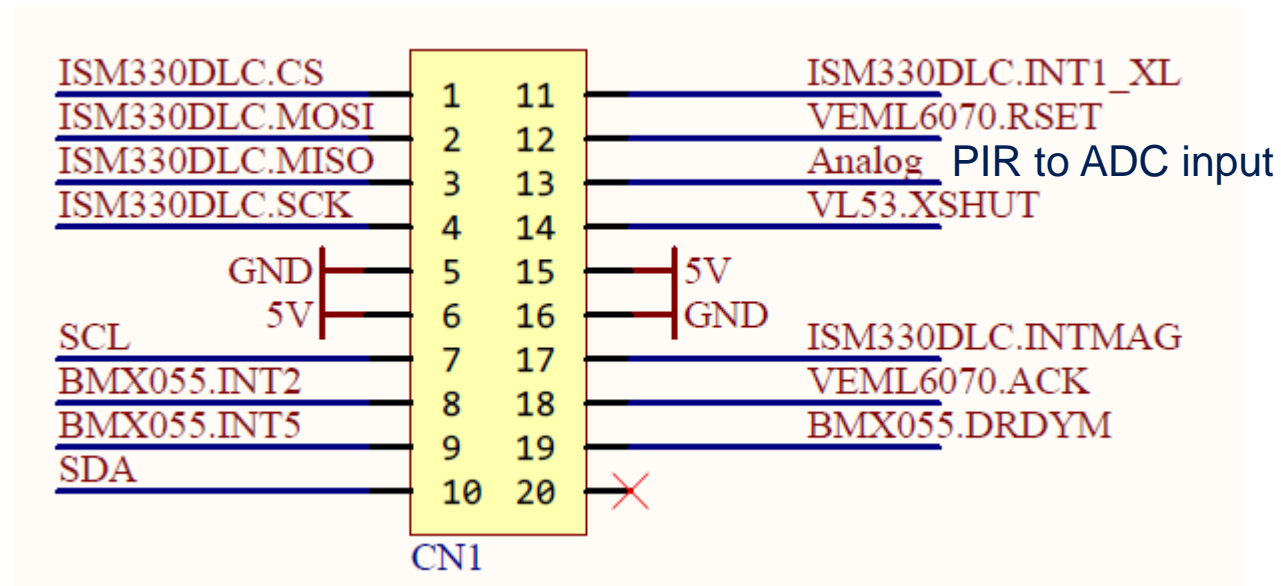 ISM330DLC.CS 1 11 ISM330DLC.INT1_XL
ISM330DLC.MOSI 2 12 VEML6070.RSET
ISM330DLC.MISO 3 13 Analog PIR to ADC input
ISM330DLC.SCK 4 14 VL53.XSHUT
GND 5 15 5V
5V 6 16 GND
SCL 7 17 ISM330DLC.INTMAG
BMX055.INT2 8 18 VEML6070.ACK
BMX055.INT5 9 19 BMX055.DRDYM
SDA 10 20
CN1